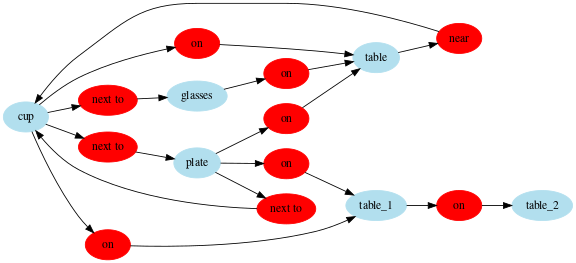 on
near
table
on
next to
glasses
cup
on
next to
plate
on
next to
table_1
on
table_2
on